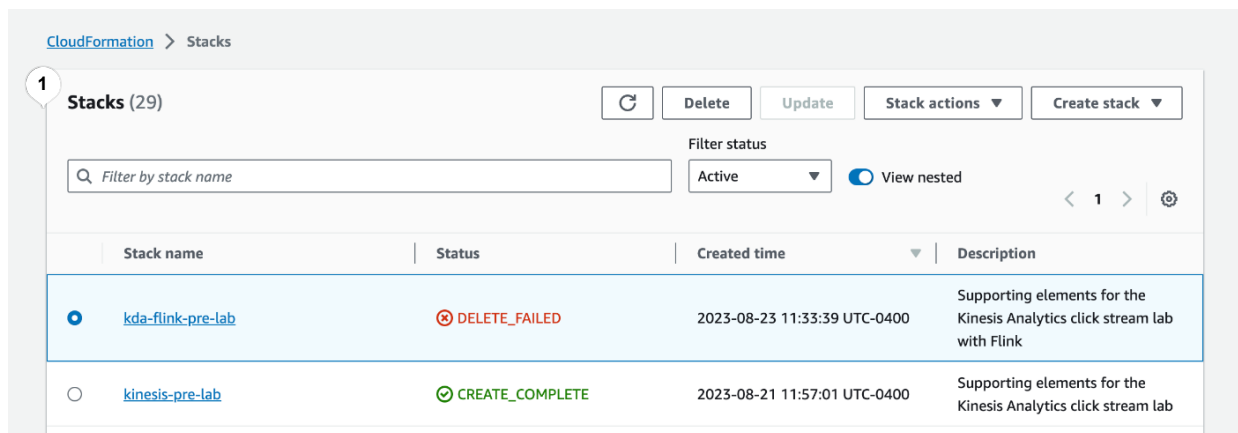 CloudFormation > Stacks
1
Stacks (29)
Delete
Update
Stack actions
Create stack
Filter status
Filter by stack name
Active
View nested
< 1 >
Stack name
Status
Created time
Description
kda-flink-pre-lab
DELETE_FAILED
2023-08-23 11:33:39 UTC-0400
Supporting elements for the
Kinesis Analytics click stream lab
with Flink
kinesis-pre-lab
CREATE_COMPLETE
2023-08-21 11:57:01 UTC-0400
Supporting elements for the
Kinesis Analytics click stream lab